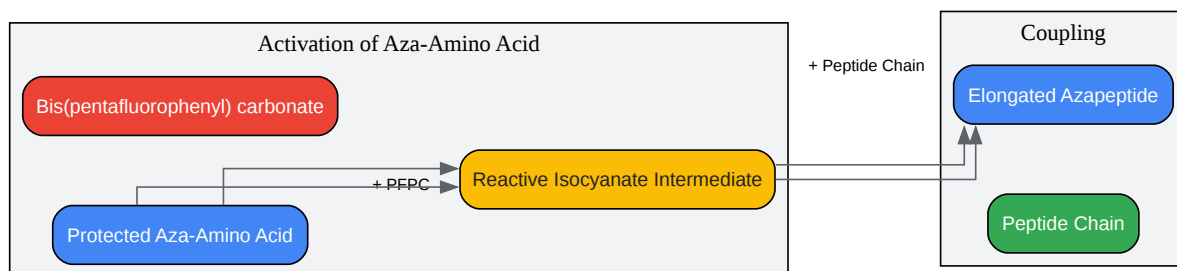 Activation of Aza-Amino Acid
Bis(pentafluorophenyl) carbonate
+ PFPC
Reactive Isocyanate Intermediate
Protected Aza-Amino Acid
+ Peptide Chain
Coupling
Elongated Azapeptide
Peptide Chain